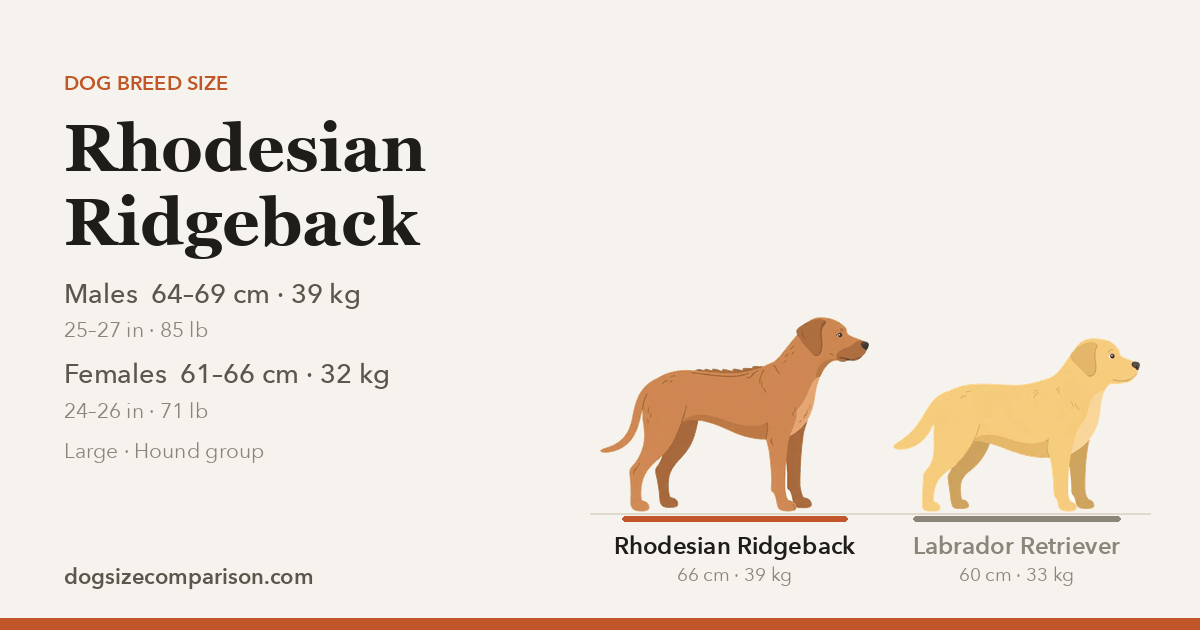 DOG BREED SIZE
Rhodesian
Ridgeback
Males 64–69 cm · 39 kg
25–27 in · 85 lb
Females 61–66 cm · 32 kg
24–26 in · 71 lb
Large · Hound group
Rhodesian Ridgeback
66 cm · 39 kg
Labrador Retriever
60 cm · 33 kg
dogsizecomparison.com